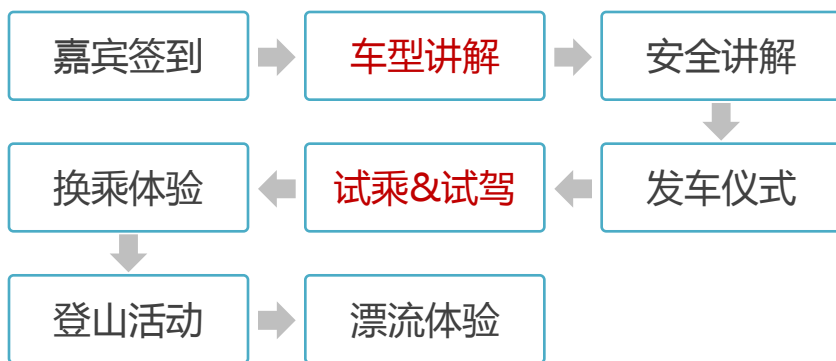 嘉宾签到
车型讲解
安全讲解
发车仪式
试乘&试驾
换乘体验
登山活动
漂流体验